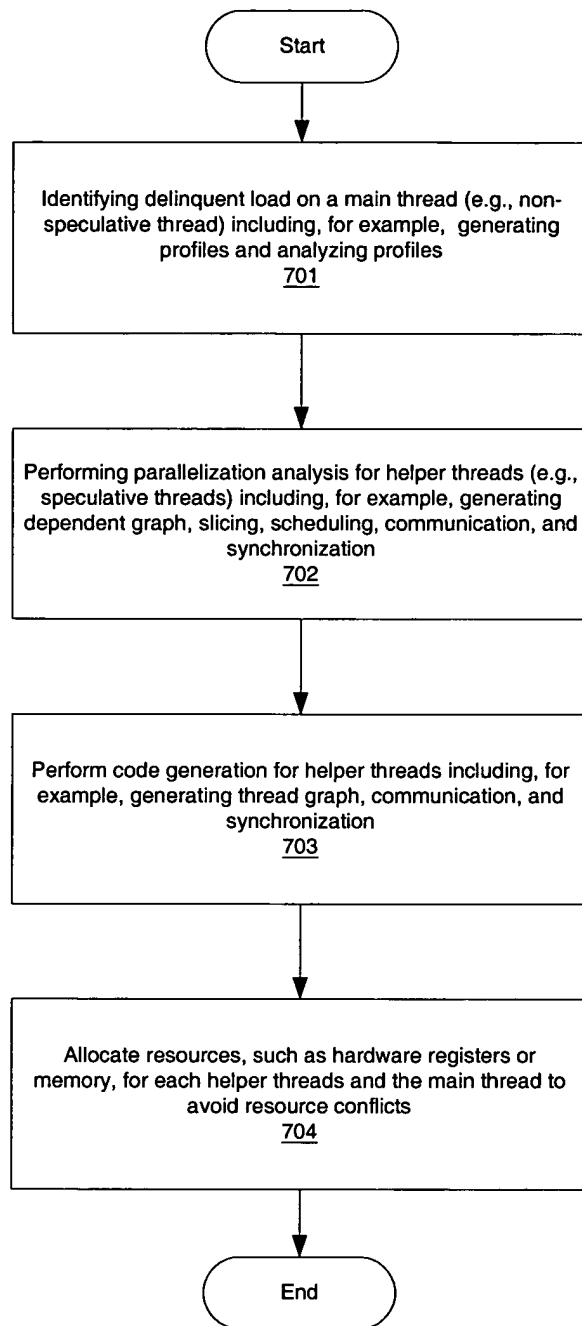 Start
Identifying delinquent load on a main thread (e.g., non-
speculative thread) including, for example, generating
profiles and analyzing profiles
701
Performing parallelization analysis for helper threads (e.g.,
speculative threads) including, for example, generating
dependent graph, slicing, scheduling, communication, and
synchronization
702
Perform code generation for helper threads including, for
example, generating thread graph, communication, and
synchronization
703
Allocate resources, such as hardware registers or
memory, for each helper threads and the main thread to
avoid resource conflicts
704
End